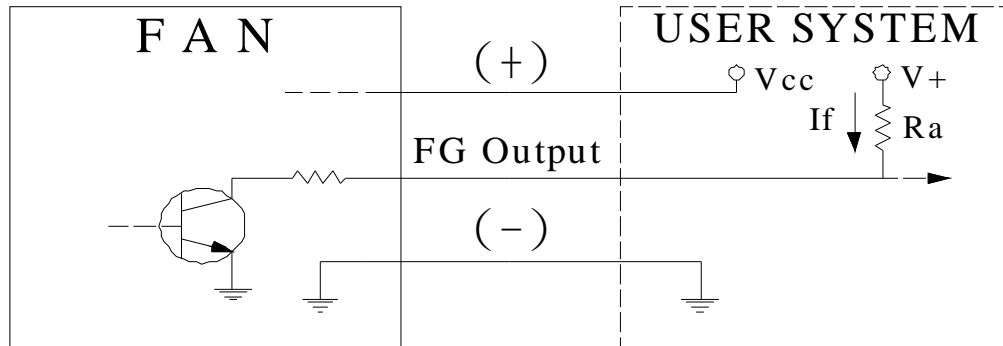 F A N
USER SYSTEM
(+)
Vcc
V+
If
Ra
FG Output
(-)